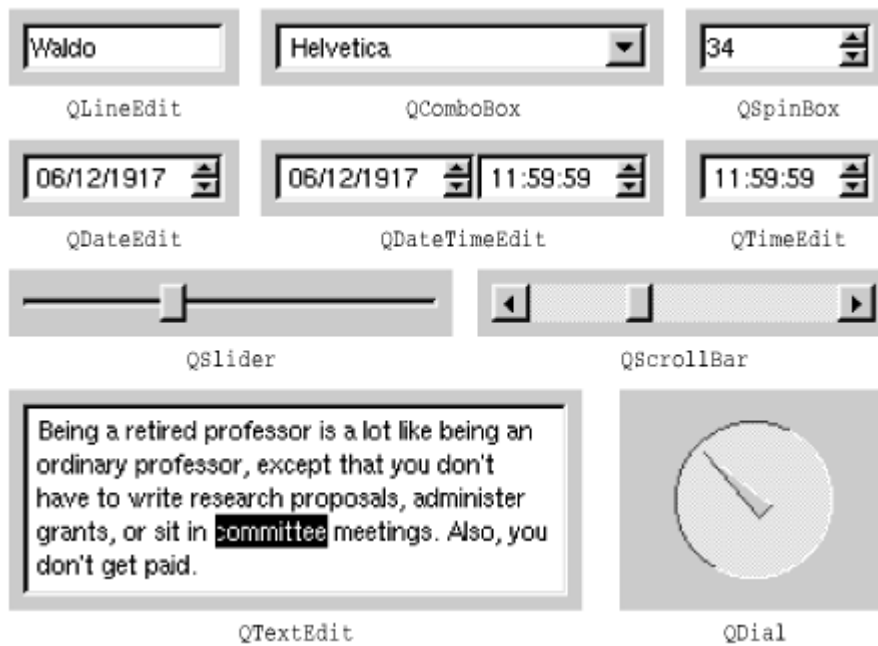 Waldo Helvetica 34
QLineEdit QComboBox QSpinBox
06/12/1917 06/12/1917 11:59:59 11:59:59
QDateEdit QDateTimeEdit QTimeEdit
QSlider QScrollBar
Being a retired professor is a lot like being an
ordinary professor, except that you don't
have to write research proposals, administer
grants, or sit in committee meetings. Also, you
don't get paid.
QTextEdit QDial